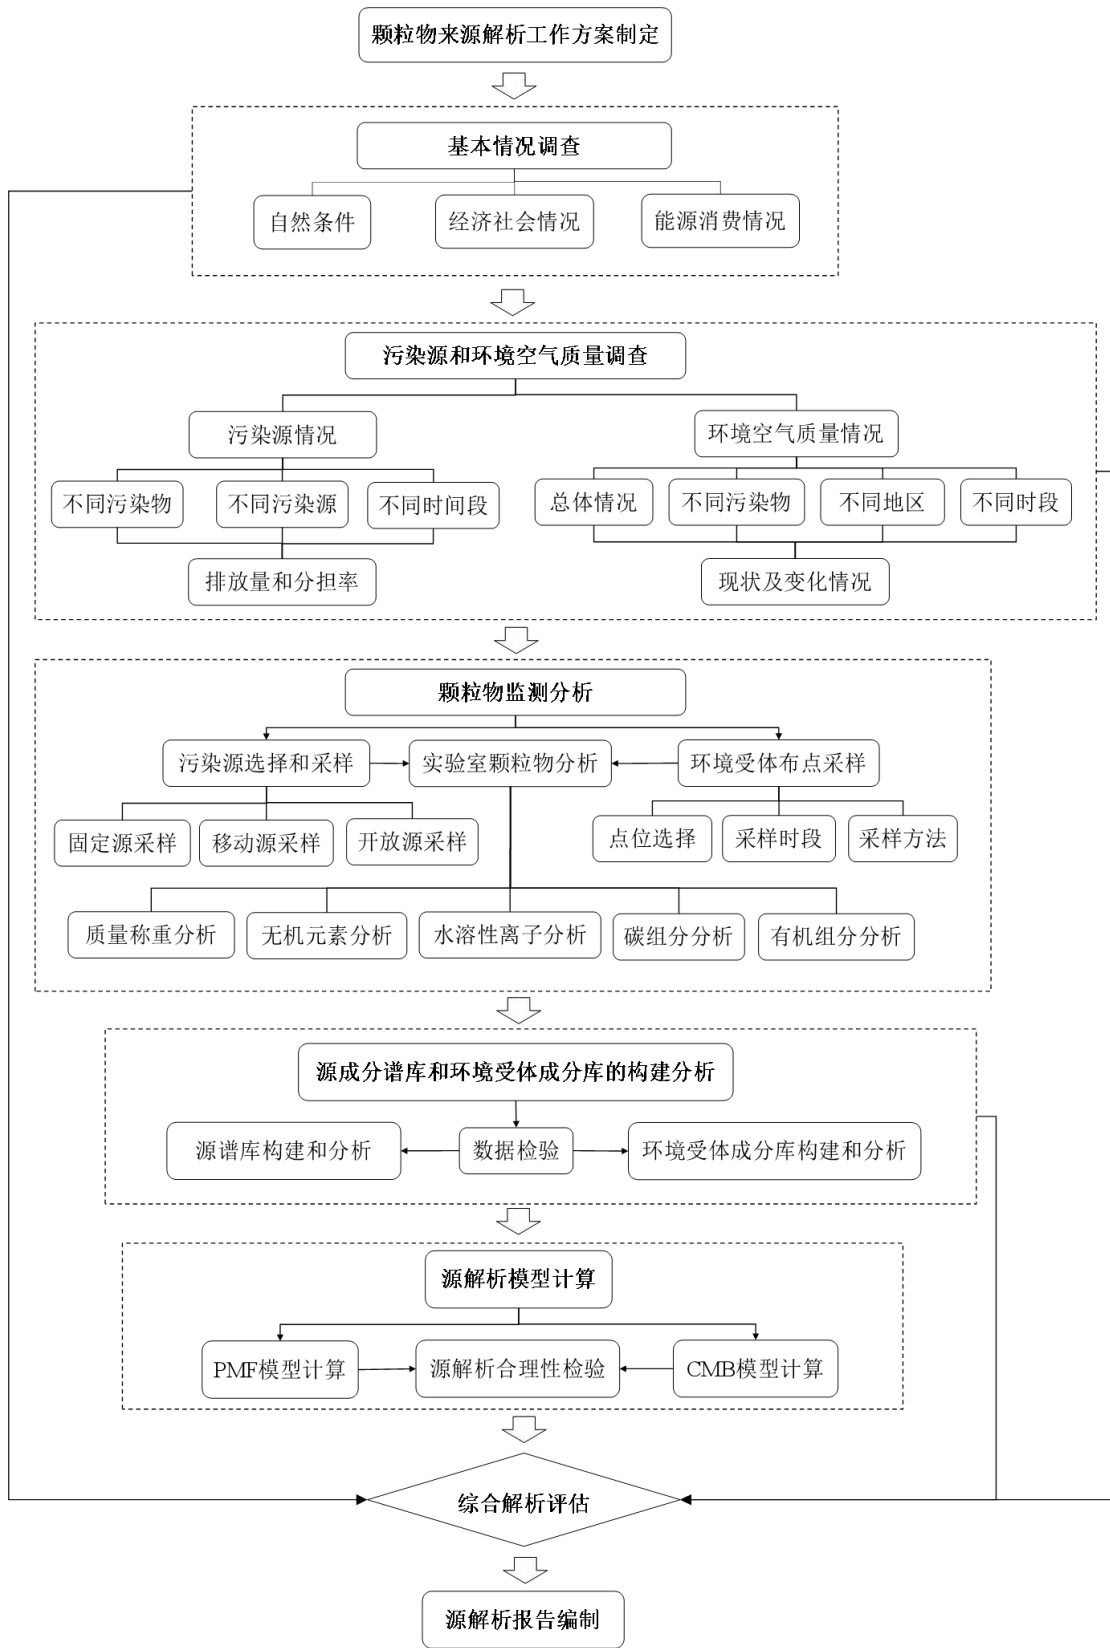 颗粒物来源解析工作方案制定
基本情况调查
自然条件
经济社会情况
能源消费情况
污染源和环境空气质量调查
污染源情况
环境空气质量情况
不同污染物
不同污染源
不同时间段
总体情况
不同污染物
不同地区
不同时段
排放量和分担率
现状及变化情况
颗粒物监测分析
污染源选择和采样
实验室颗粒物分析
环境受体布点采样
固定源采样
移动源采样
开放源采样
点位选择
采样时段
采样方法
质量称重分析
无机元素分析
水溶性离子分析
碳组分分析
有机组分分析
源成分谱库和环境受体成分库的构建分析
源谱库构建和分析
数据检验
环境受体成分库构建和分析
源解析模型计算
PMF模型计算
源解析合理性检验
CMB模型计算
综合解析评估
源解析报告编制